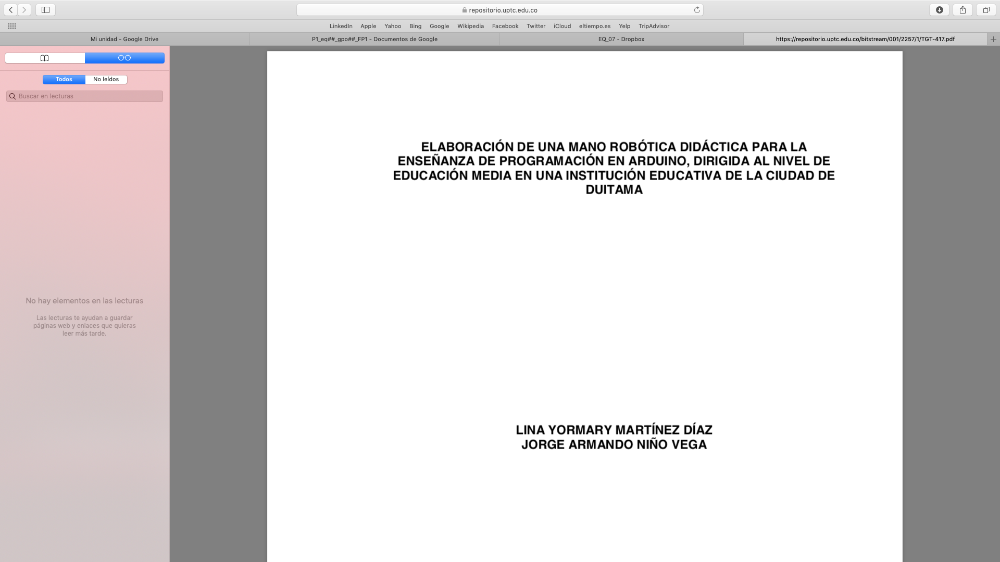 repositorio.uptc.edu.co
LinkedIn Apple Yahoo Bing Google Wikipedia Facebook Twitter iCloud eltiempo.es Yelp TripAdvisor
Mi unidad - Google Drive
P1_eq##_gpo##_FP1 - Documentos de Google
EQ_07 - Dropbox
https://repositorio.uptc.edu.co/bitstream/001/2257/1/TGT-417.pdf
Todos
No leídos
Buscar en lecturas
No hay elementos en las lecturas
Las lecturas te ayudan a guardar
páginas web y enlaces que quieras
leer más tarde.
ELABORACIÓN DE UNA MANO ROBÓTICA DIDÁCTICA PARA LA
ENSEÑANZA DE PROGRAMACIÓN EN ARDUINO, DIRIGIDA AL NIVEL DE
EDUCACIÓN MEDIA EN UNA INSTITUCIÓN EDUCATIVA DE LA CIUDAD DE
DUITAMA
LINA YORMARY MARTÍNEZ DÍAZ
JORGE ARMANDO NIÑO VEGA